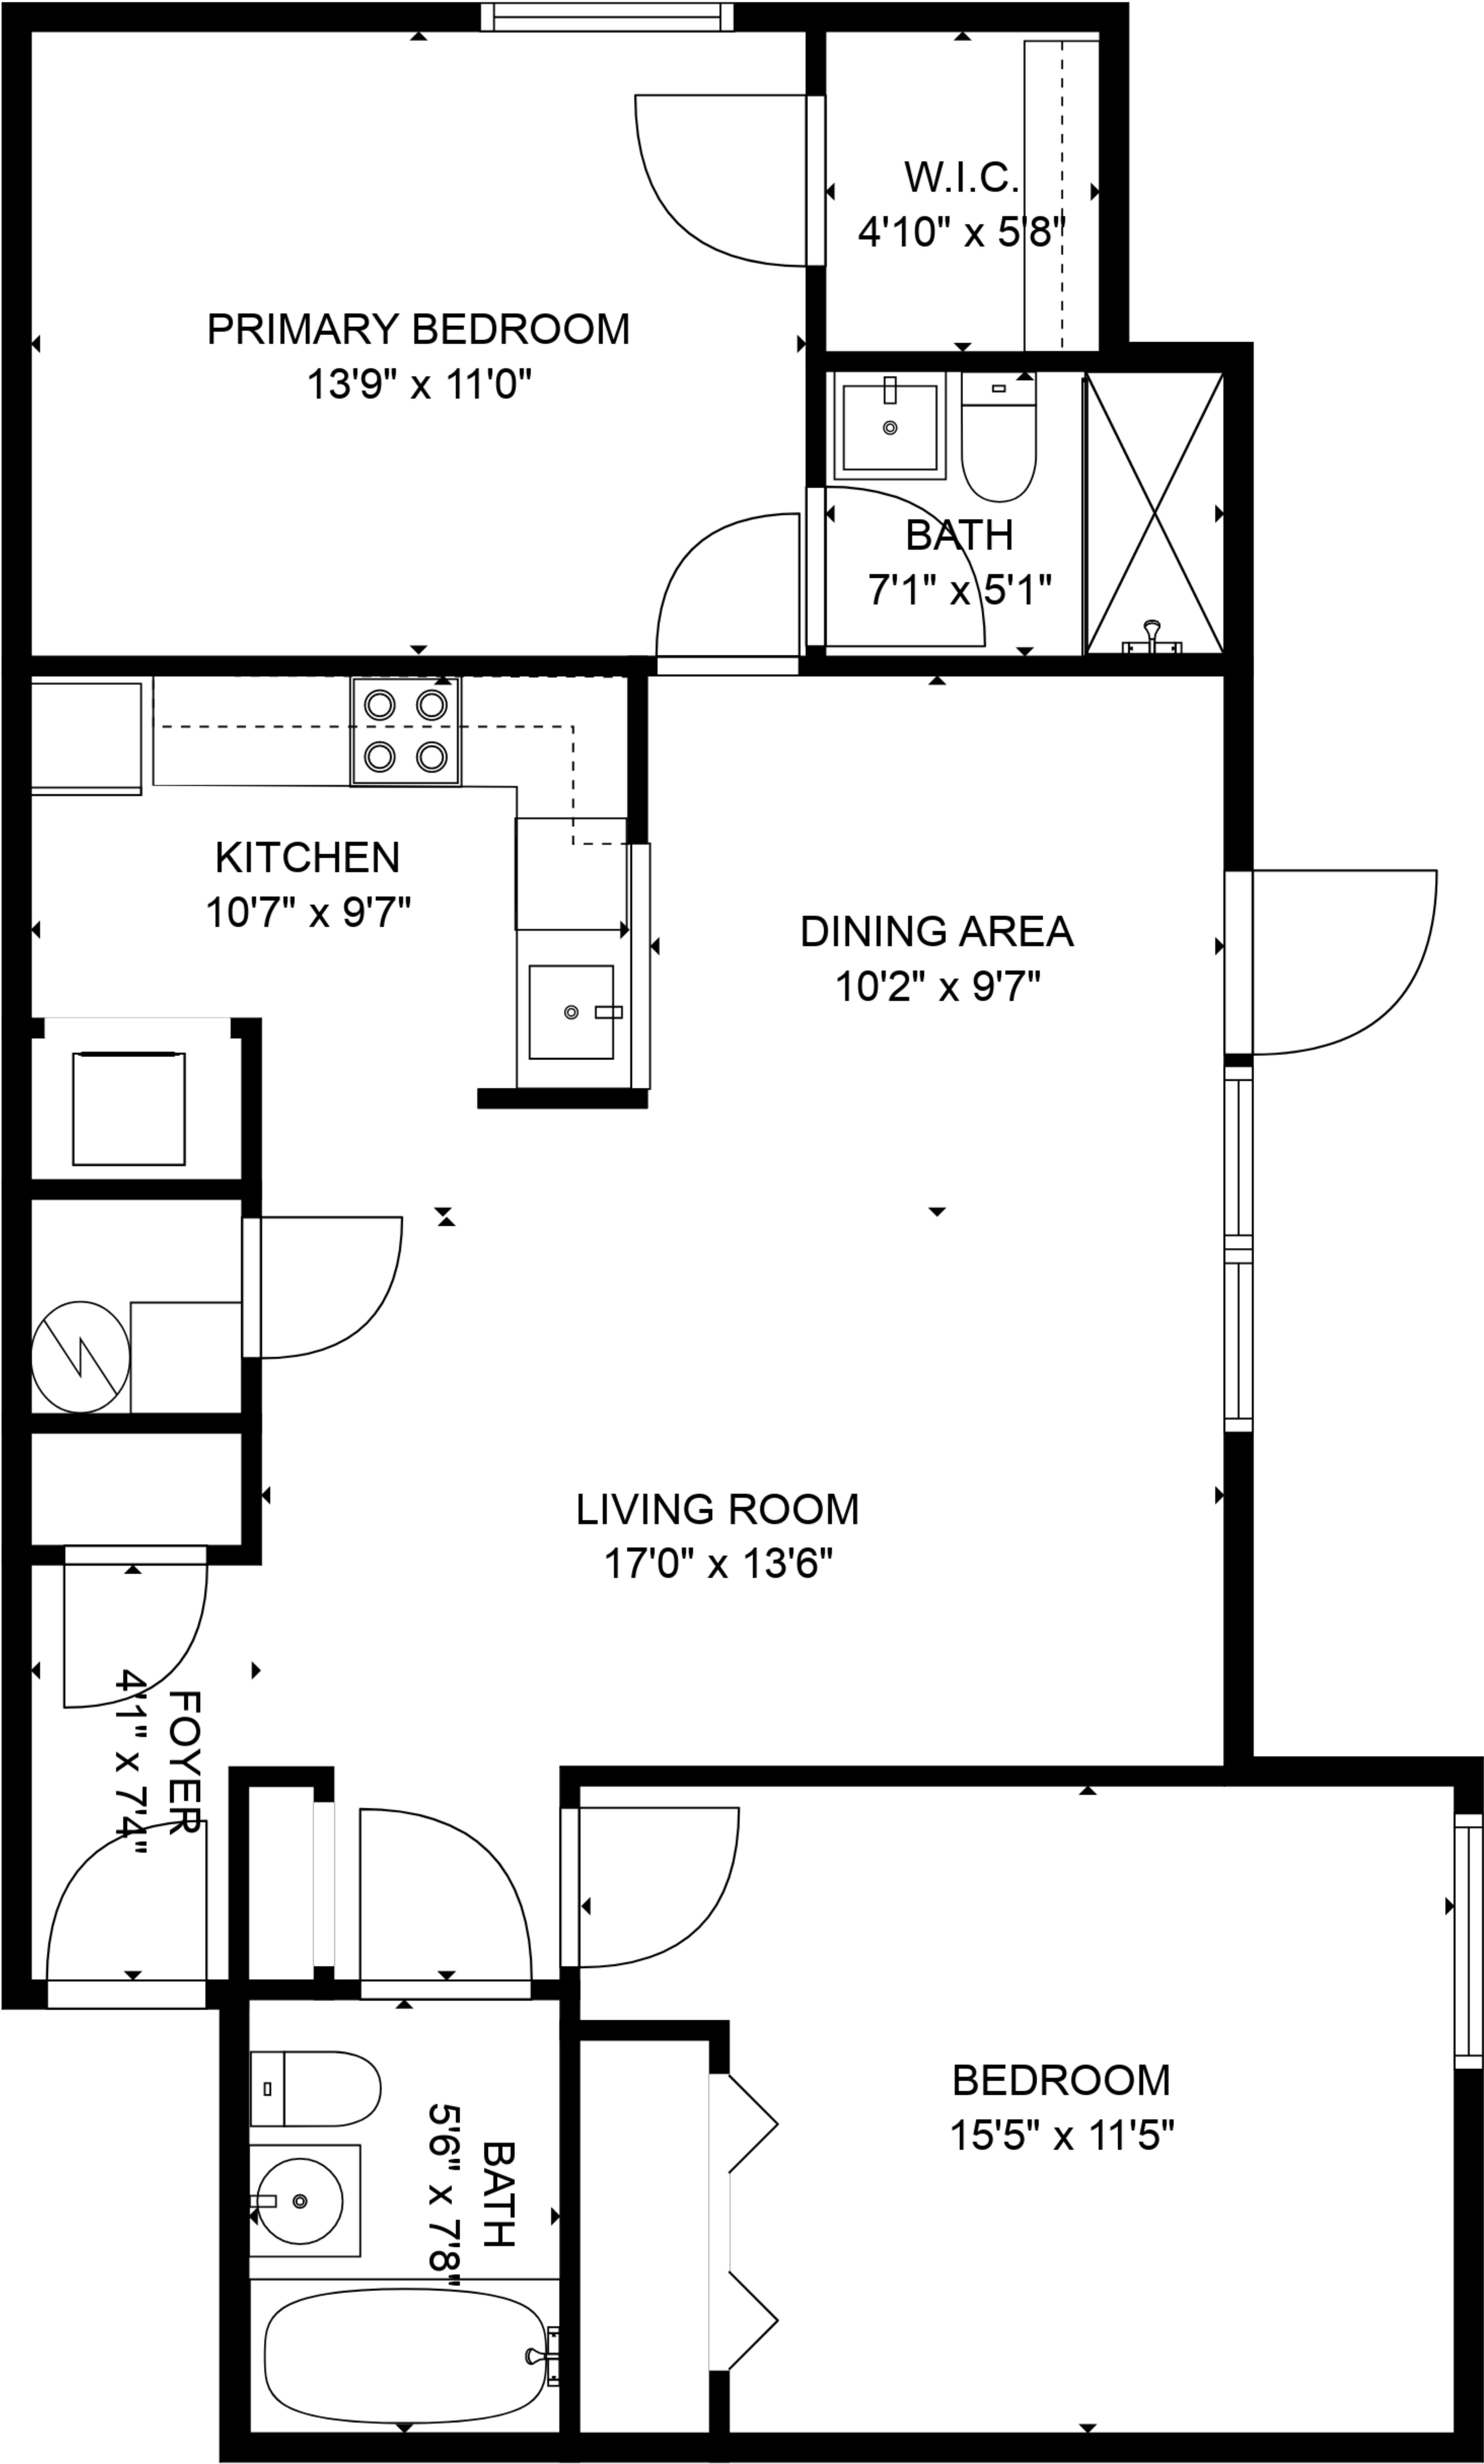 W.I.C.
4'10" x 5'8"
PRIMARY BEDROOM
13'9" x 11'0"
BATH
7'1" x 5'1"
KITCHEN
10'7" x 9'7"
DINING AREA
10'2" x 9'7"
LIVING ROOM
17'0" x 13'6"
FOYER
4'1" x 7'4"
BEDROOM
15'5" x 11'5"
BATH
5'6" x 7'8"